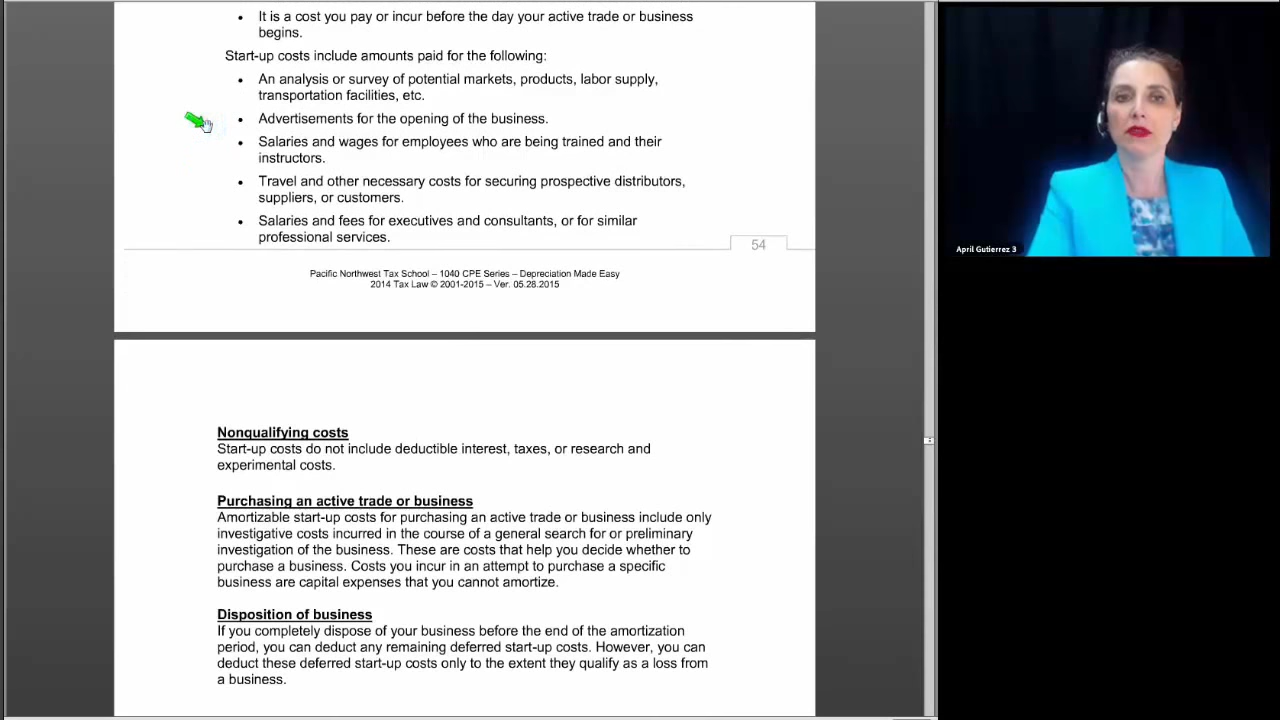 • It is a cost you pay or incur before the day your active trade or business
begins.
Start-up costs include amounts paid for the following:
• An analysis or survey of potential markets, products, labor supply,
transportation facilities, etc.
• Advertisements for the opening of the business.
• Salaries and wages for employees who are being trained and their
instructors.
• Travel and other necessary costs for securing prospective distributors,
suppliers, or customers.
• Salaries and fees for executives and consultants, or for similar
professional services.
54
Pacific Northwest Tax School – 1040 CPE Series – Depreciation Made Easy
2014 Tax Law © 2001-2015 – Ver. 05.28.2015
Nonqualifying costs
Start-up costs do not include deductible interest, taxes, or research and
experimental costs.
Purchasing an active trade or business
Amortizable start-up costs for purchasing an active trade or business include only
investigative costs incurred in the course of a general search for or preliminary
investigation of the business. These are costs that help you decide whether to
purchase a business. Costs you incur in an attempt to purchase a specific
business are capital expenses that you cannot amortize.
Disposition of business
If you completely dispose of your business before the end of the amortization
period, you can deduct any remaining deferred start-up costs. However, you can
deduct these deferred start-up costs only to the extent they qualify as a loss from
a business.
April Gutierrez 3